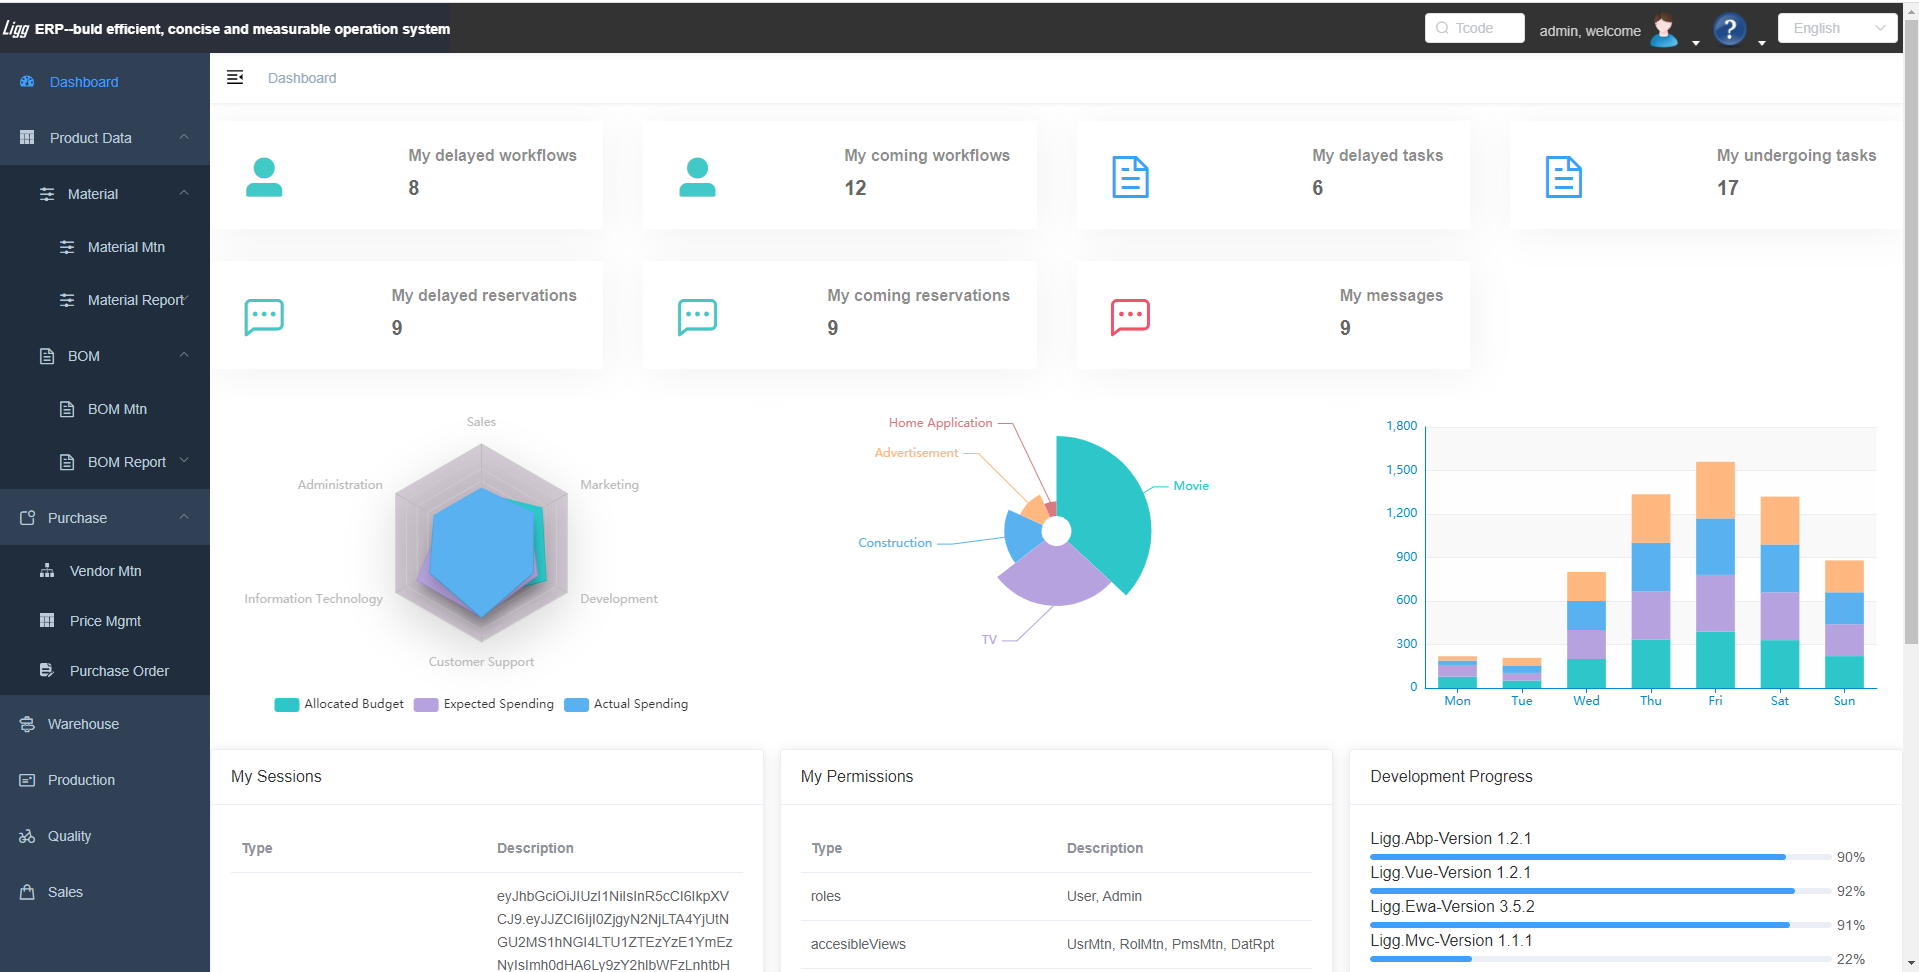 Ligg ERP--buld efficient, concise and measurable operation system
Tcode
admin, welcome
?
English
Dashboard
Product Data
Material
Material Mtn
Material Report
BOM
BOM Mtn
BOM Report
Purchase
Vendor Mtn
Price Mgmt
Purchase Order
Warehouse
Production
Quality
Sales
Dashboard
My delayed workflows
8
My coming workflows
12
My delayed tasks
6
My undergoing tasks
17
My delayed reservations
9
My coming reservations
9
My messages
9
Sales
Administration
Marketing
Information Technology
Development
Customer Support
Allocated Budget Expected Spending Actual Spending
Home Application
Advertisement
Movie
Construction
TV
1,800
1,500
1,200
900
600
300
0
Mon Tue Wed Thu Fri Sat Sun
My Sessions
Type Description
eyJhbGciOiJIUzI1NiIsInR5cCI6IkpXV
CJ9.eyJJZCI6IjI0ZjgyN2NjLTA4YjUtN
GU2MS1hNGI4LTU1ZTEzYzE1YmEz
NyIsImh0dHA6Ly9zY2hlbWFzLnhtbH
My Permissions
Type Description
roles User, Admin
accesibleViews UsrMtn, RolMtn, PmsMtn, DatRpt
Development Progress
Ligg.Abp-Version 1.2.1
90%
Ligg.Vue-Version 1.2.1
92%
Ligg.Ewa-Version 3.5.2
91%
Ligg.Mvc-Version 1.1.1
22%